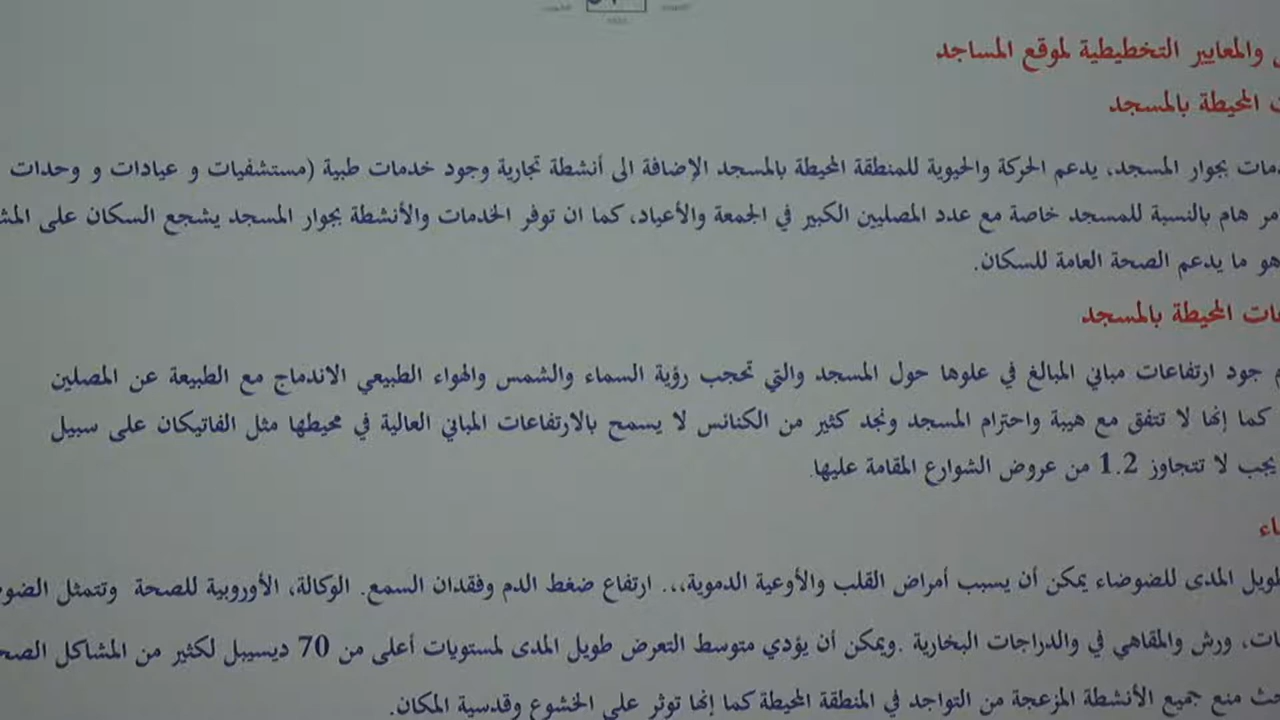 والمعايير التخطيطية لموقع المساجد
المحيطة بالمسجد
بجوار المسجد، يدعم الحركة والحيوية للمنطقة المحيطة بالمسجد الإضافة الى أنشطة تجارية وجود خدمات طبية (مستشفيات و عيادات و وحدات
هام بالنسبة للمسجد خاصة مع عدد المصليين الكبير في الجمعة والأعياد، كما ان توفر الخدمات والأنشطة بجوار المسجد يشجع السكان على
هو ما يدعم الصحة العامة للسكان.
المحيطة بالمسجد
جود ارتفاعات مباني المبالغ في علوها حول المسجد والتي تحجب رؤية السماء والشمس والهواء الطبيعي الاندماج مع الطبيعة عن المصلين
كما إنها لا تتفق مع هيبة واحترام المسجد ونجد كثير من الكنائس لا يسمح بالارتفاعات المباني العالية في محيطها مثل الفاتيكان على سبيل
يجب لا تتجاوز 1.2 من عروض الشوارع المقامة عليها.
طويل المدى للضوضاء يمكن أن يسبب أمراض القلب والأوعية الدموية،،. ارتفاع ضغط الدم وفقدان السمع. الوكالة، الأوروبية للصحة وتتمثل
ورش والمقاهي في والدراجات البخارية .ويمكن أن يؤدي متوسط التعرض طويل المدى لمستويات أعلى من 70 ديسيبل لكثير من المشاكل
منع جميع الأنشطة المزعجة من التواجد في المنطقة المحيطة كما إنها توثر على الخشوع وقدسية المكان.